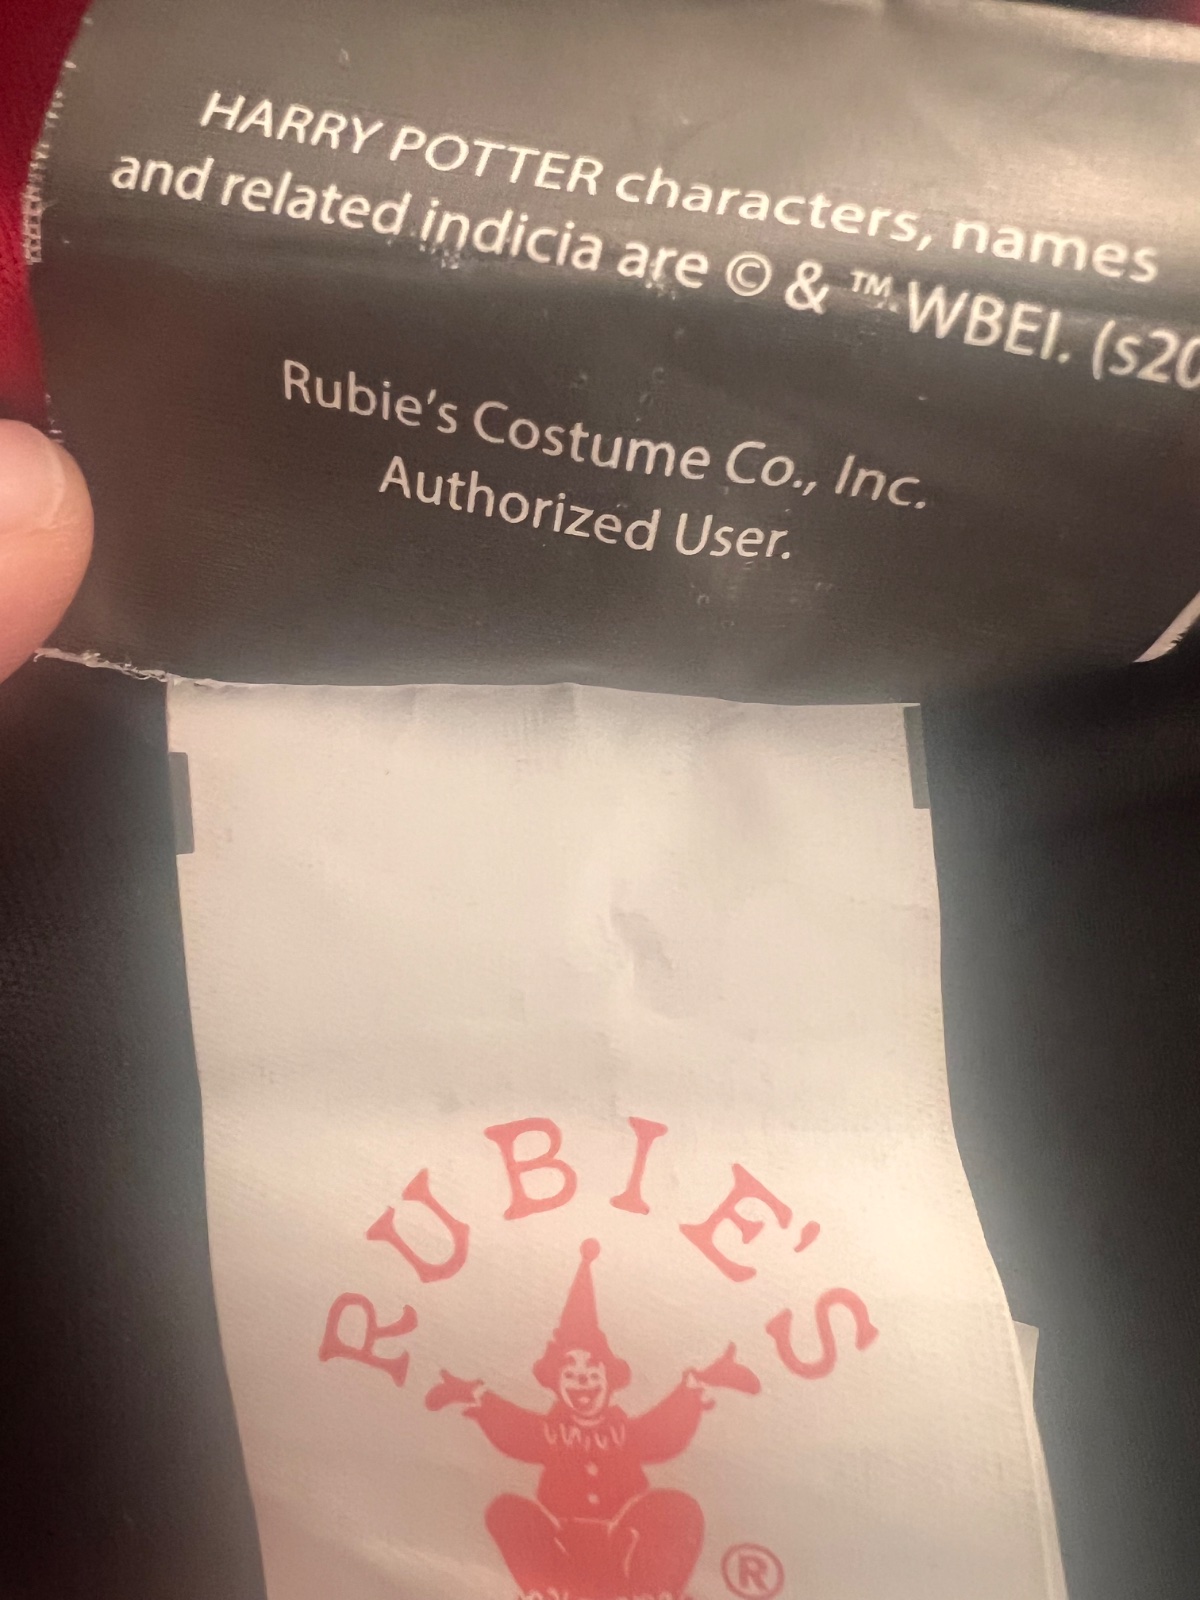 HARRY POTTER characters, names
and related indicia are © & ™ WBEI. (s20
Rubie's Costume Co., Inc.
Authorized User.
RUBIE'S
®